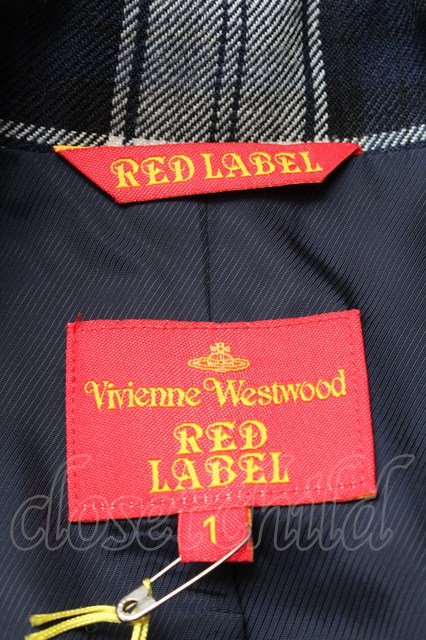 RED LABEL
Vivienne Westwood
RED
LABEL
closet child
1